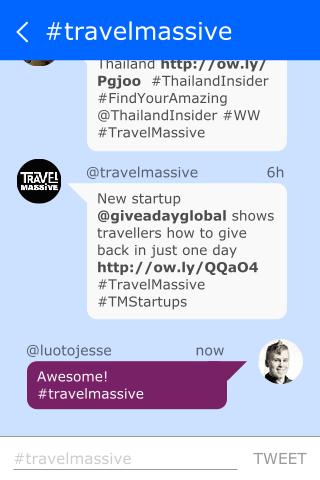 #travelmassive
Thailand http://ow.ly/
Pgjoo #ThailandInsider
#FindYourAmazing
@ThailandInsider #WW
#TravelMassive
TRAVEL
MASSIVE
@travelmassive 6h
New startup
@giveadayglobal shows
travellers how to give
back in just one day
http://ow.ly/QQaO4
#TravelMassive
#TMStartups
@luotojesse now
Awesome!
#travelmassive
#travelmassive TWEET